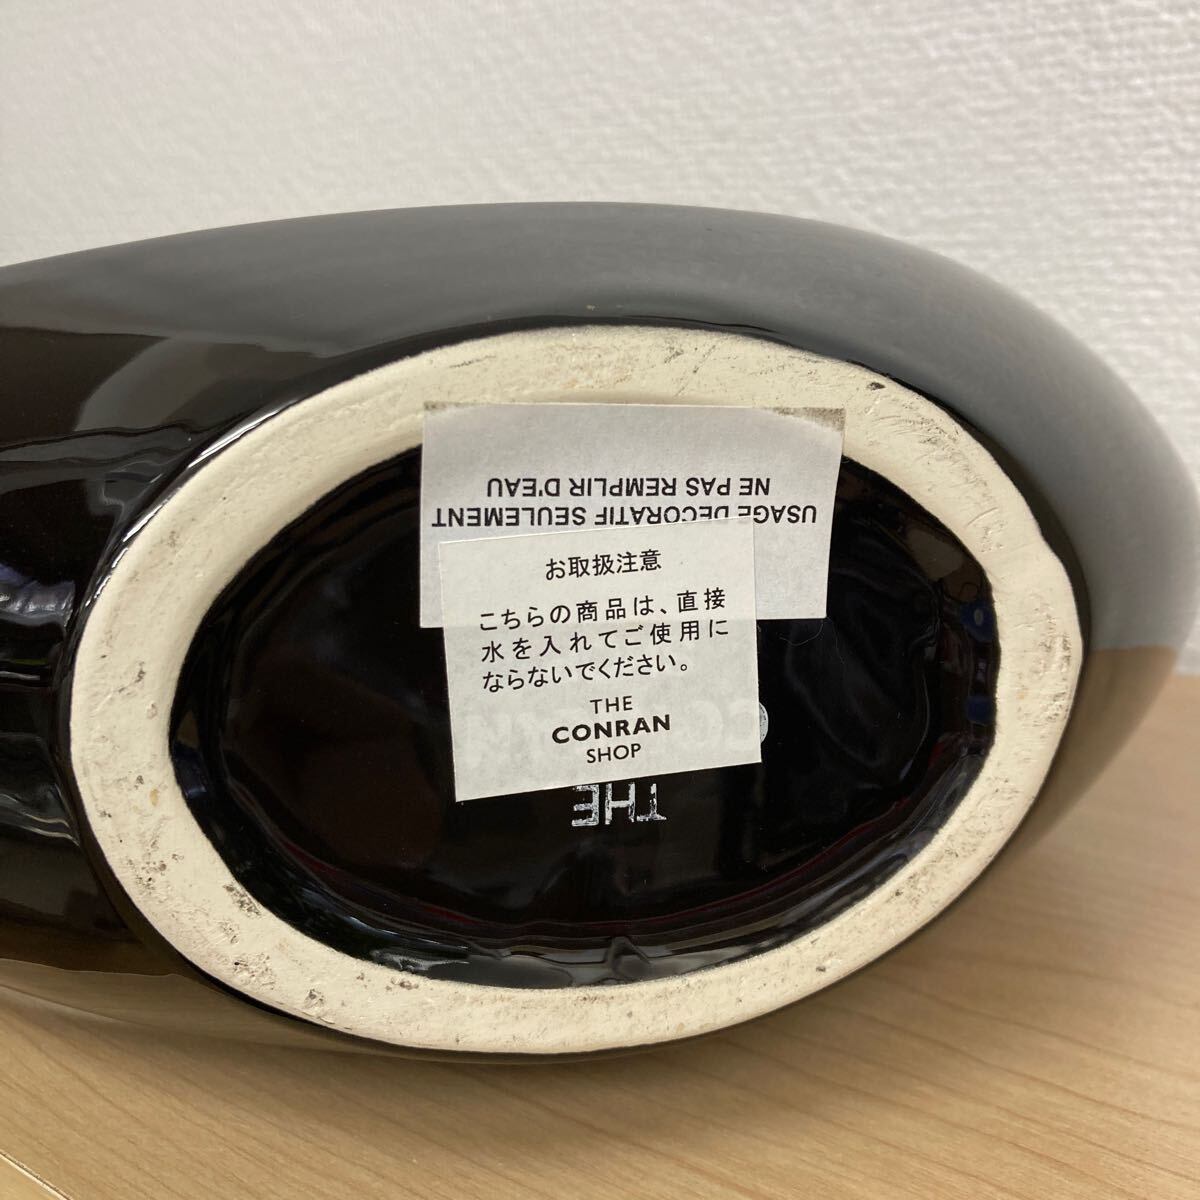 USAGE DECORATIF SEULEMENT
NE PAS REMPLIR D'EAU
お取扱注意
こちらの商品は、直接
水を入れてご使用に
ならないでください。
THE
CONRAN
SHOP
THE